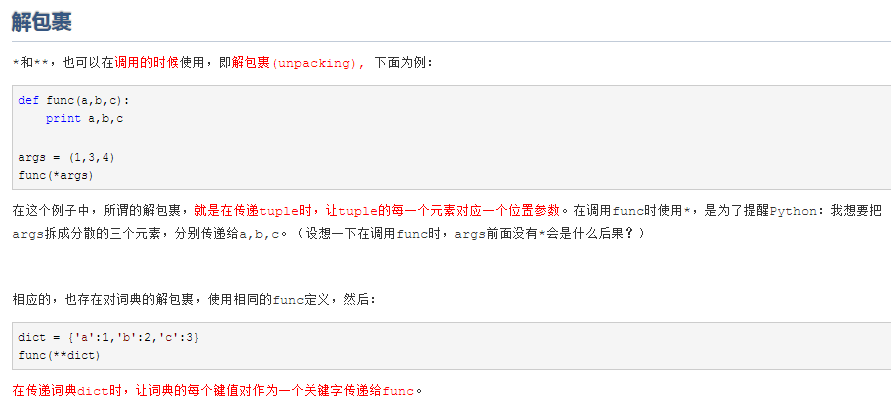 解包裹
*和**，也可以在调用的时候使用，即解包裹(unpacking), 下面为例：
def func(a,b,c):
    print a,b,c
args = (1,3,4)
func(*args)
在这个例子中，所谓的解包裹，就是在传递tuple时，让tuple的每一个元素对应一个位置参数。在调用func时使用*，是为了提醒Python：我想要把
args拆成分散的三个元素，分别传递给a,b,c。（设想一下在调用func时，args前面没有*会是什么后果？）
相应的，也存在对词典的解包裹，使用相同的func定义，然后：
dict = {'a':1,'b':2,'c':3}
func(**dict)
在传递词典dict时，让词典的每个键值对作为一个关键字传递给func。